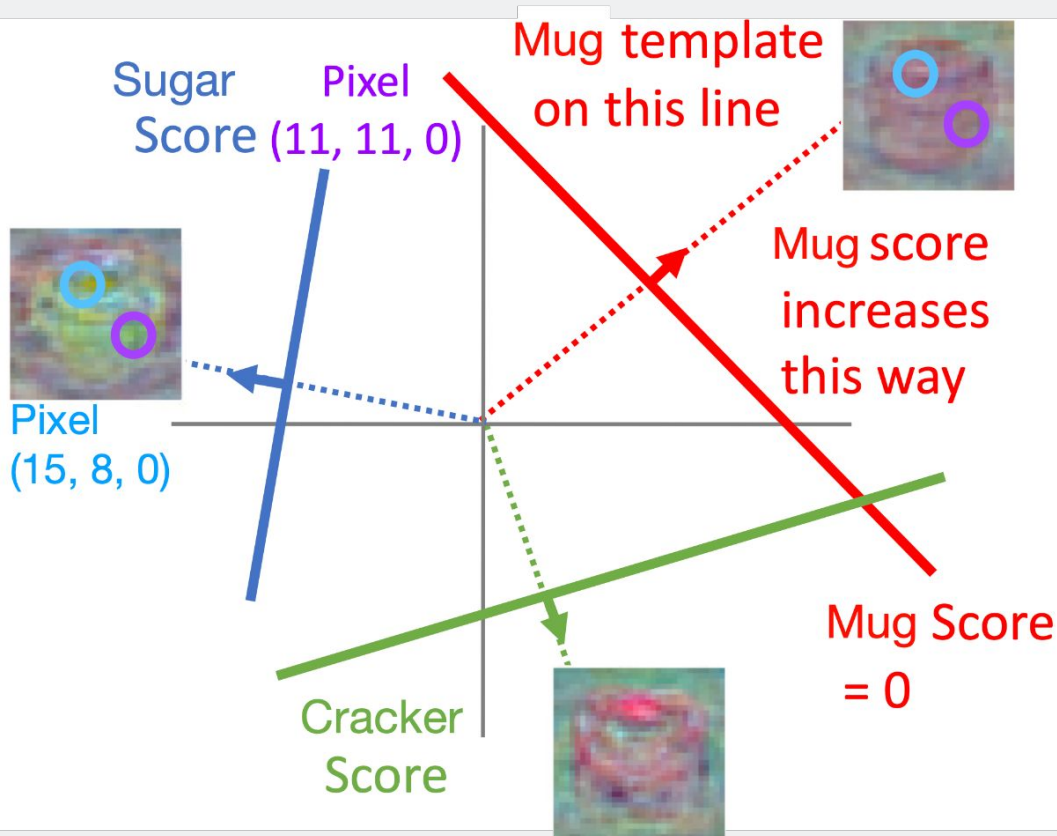 Sugar
Score
Pixel
(11, 11, 0)
Mug template
on this line
Mug score
increases
this way
Pixel
(15, 8, 0)
Mug Score
= 0
Cracker
Score